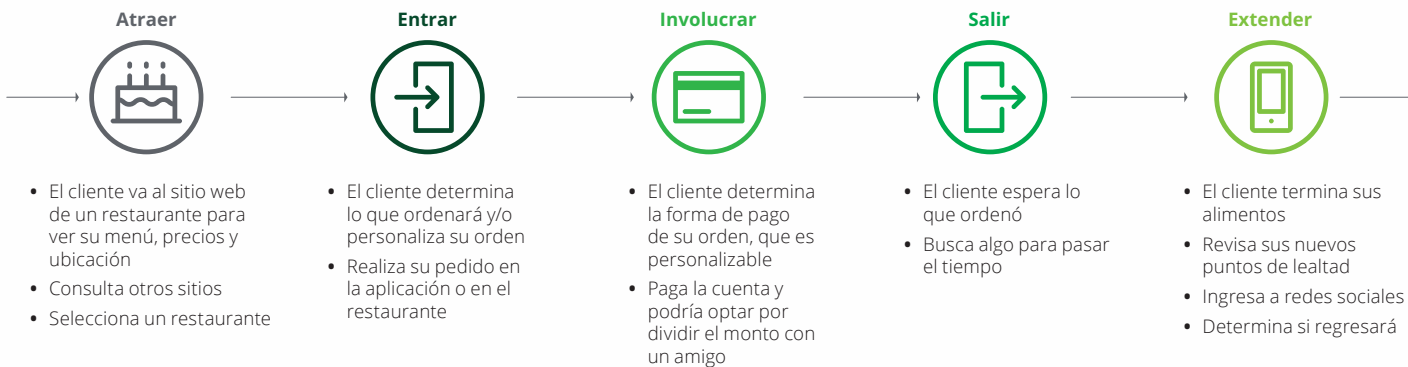 Atraer
• El cliente va al sitio web
de un restaurante para
ver su menú, precios y
ubicación
• Consulta otros sitios
• Selecciona un restaurante
Entrar
• El cliente determina
lo que ordenará y/o
personaliza su orden
• Realiza su pedido en
la aplicación o en el
restaurante
Involucrar
• El cliente determina
la forma de pago
de su orden, que es
personalizable
• Paga la cuenta y
podría optar por
dividir el monto con
un amigo
Salir
• El cliente espera lo
que ordenó
• Busca algo para pasar
el tiempo
Extender
• El cliente termina sus
alimentos
• Revisa sus nuevos
puntos de lealtad
• Ingresa a redes sociales
• Determina si regresará